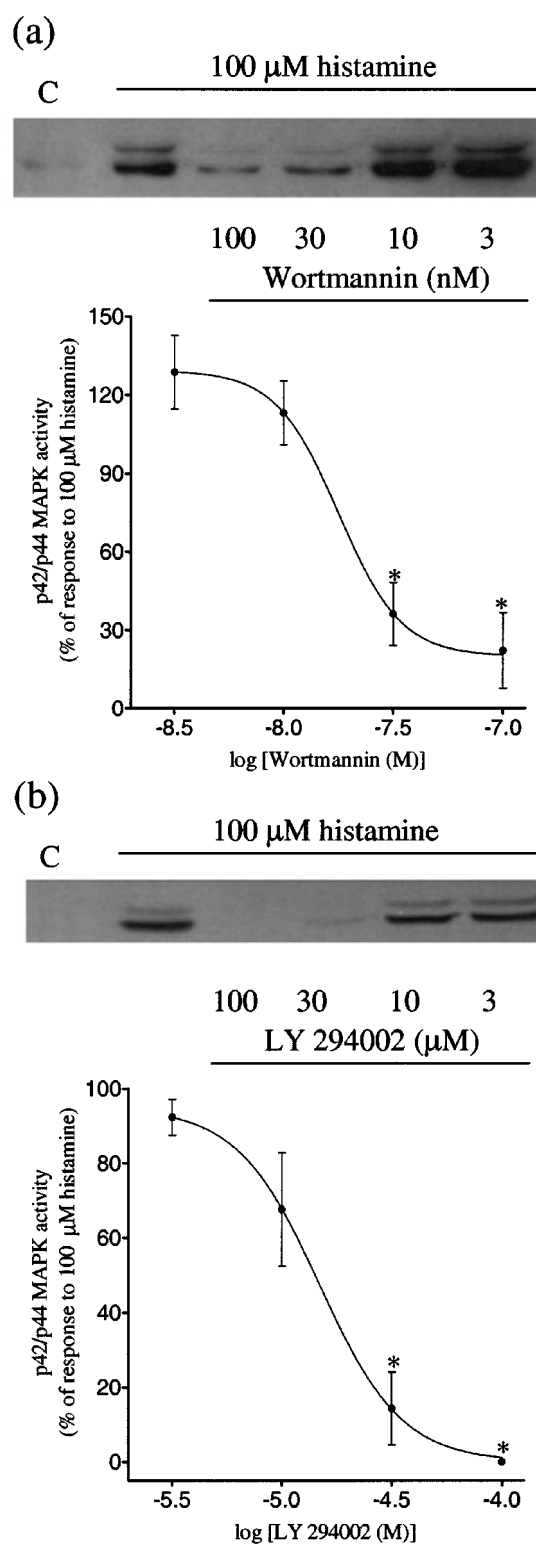 (a)
100 μM histamine
C
100 30 10 3
Wortmannin (nM)
p42/p44 MAPK activity
(% of response to 100 μM histamine)
150
120
90
60
30
0
* *
-8.5 -8.0 -7.5 -7.0
log [Wortmannin (M)]
(b)
100 μM histamine
C
100 30 10 3
LY 294002 (μM)
p42/p44 MAPK activity
(% of response to 100 μM histamine)
100
80
60
40
20
0
* *
-5.5 -5.0 -4.5 -4.0
log [LY 294002 (M)]